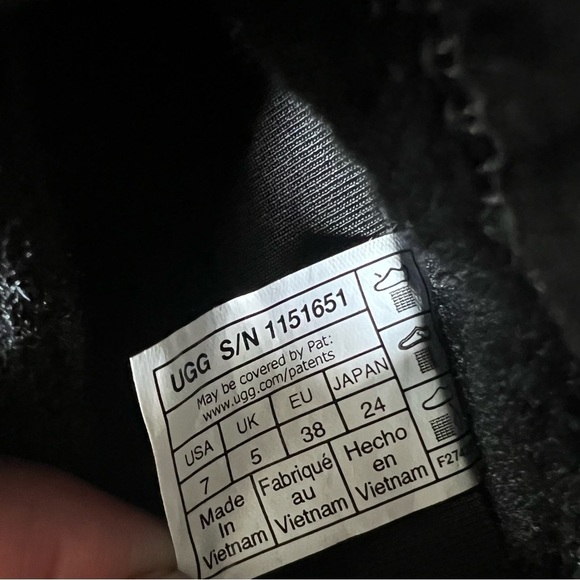 UGG S/N 1151651
May be covered by Pat:
www.ugg.com/patents
USA UK EU JAPAN
7 5 38 24
Made In Vietnam
Fabriqué au Vietnam
Hecho en Vietnam